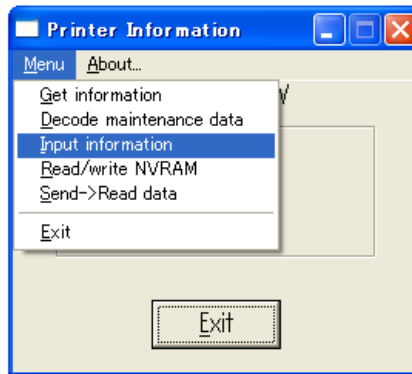 Printer Information
Menu About...
Get information
Decode maintenance data
Input information
Read/write NVRAM
Send->Read data
Exit
Exit